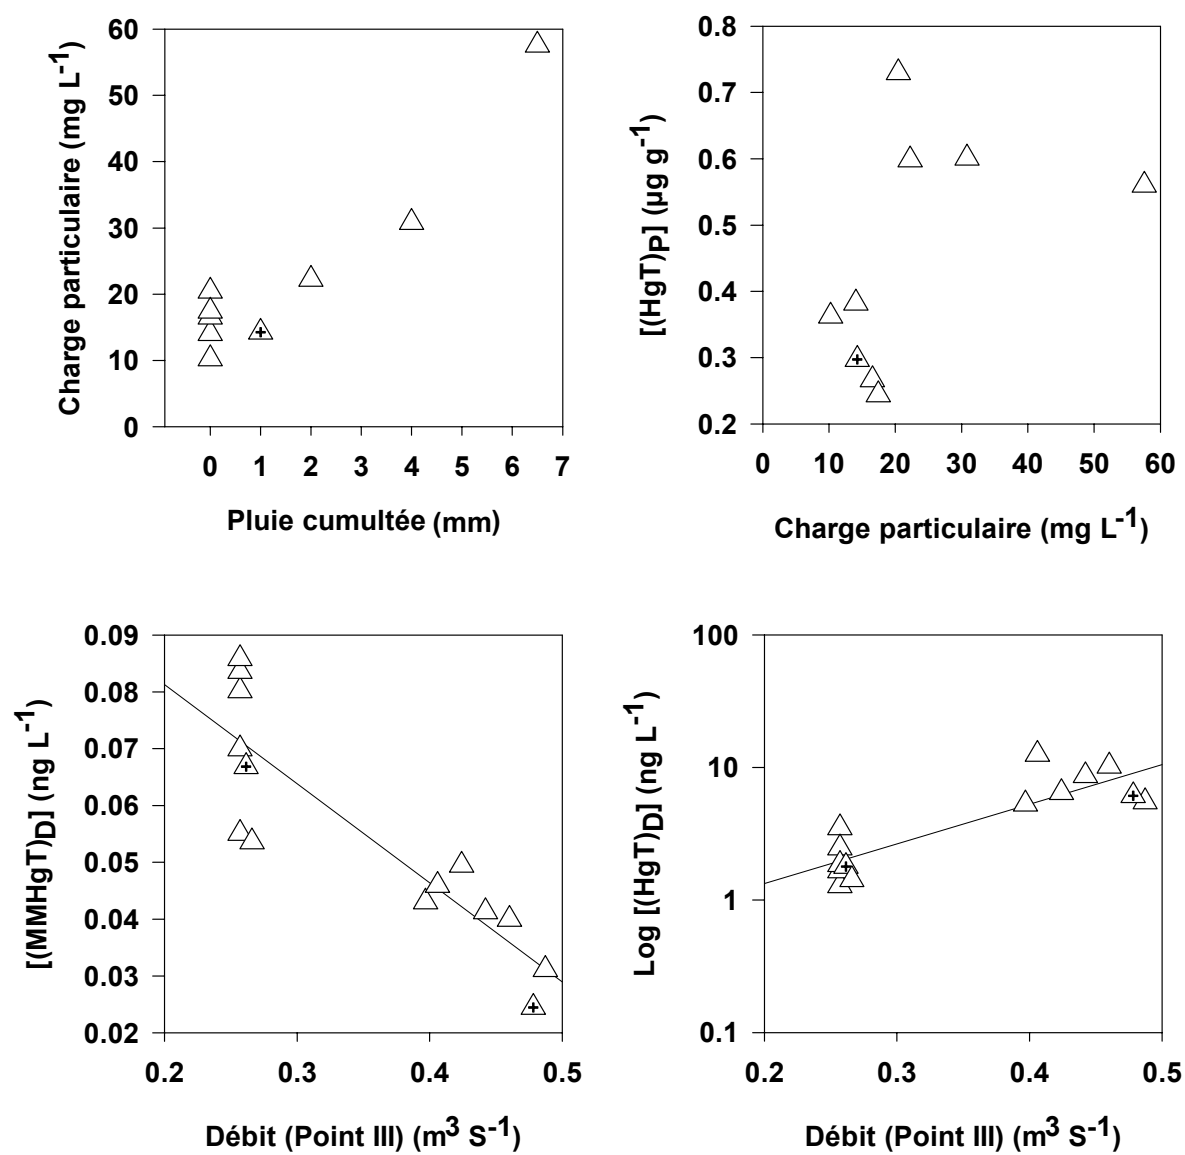 Charge particulaire (mg L-1)
60
50
40
30
20
10
0
0 1 2 3 4 5 6 7
Pluie cumultée (mm)
[(HgT)P] (µg g-1)
0.8
0.7
0.6
0.5
0.4
0.3
0.2
0 10 20 30 40 50 60
Charge particulaire (mg L-1)
[(MMHgT)D] (ng L-1)
0.09
0.08
0.07
0.06
0.05
0.04
0.03
0.02
0.2 0.3 0.4 0.5
Débit (Point III) (m3 S-1)
Log [(HgT)D] (ng L-1)
100
10
1
0.1
0.2 0.3 0.4 0.5
Débit (Point III) (m3 S-1)